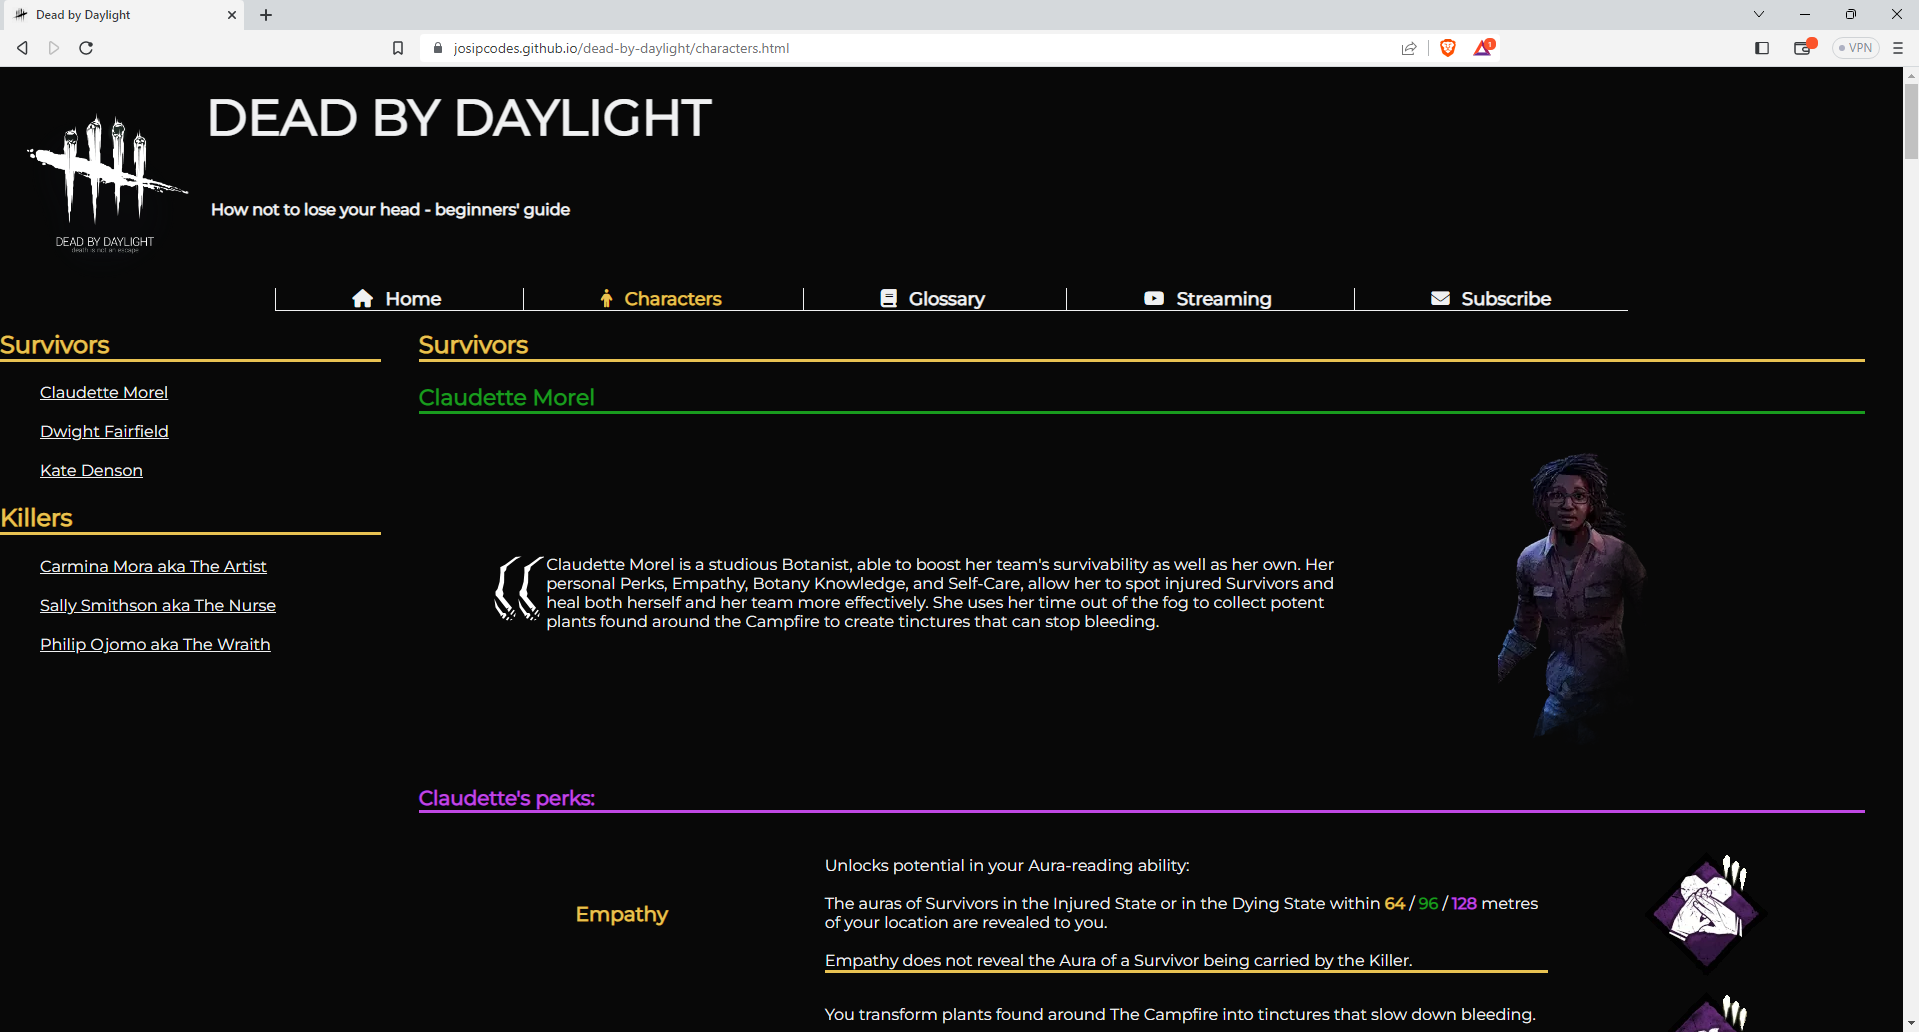 Dead by Daylight
josipcodes.github.io/dead-by-daylight/characters.html
1
VPN
DEAD BY DAYLIGHT
How not to lose your head - beginners' guide
DEAD BY DAYLIGHT
death is not an escape
Home
Characters
Glossary
Streaming
Subscribe
Survivors
Claudette Morel
Dwight Fairfield
Kate Denson
Killers
Carmina Mora aka The Artist
Sally Smithson aka The Nurse
Philip Ojomo aka The Wraith
Survivors
Claudette Morel
Claudette Morel is a studious Botanist, able to boost her team's survivability as well as her own. Her
personal Perks, Empathy, Botany Knowledge, and Self-Care, allow her to spot injured Survivors and
heal both herself and her team more effectively. She uses her time out of the fog to collect potent
plants found around the Campfire to create tinctures that can stop bleeding.
Claudette's perks:
Empathy
Unlocks potential in your Aura-reading ability:
The auras of Survivors in the Injured State or in the Dying State within 64 / 96 / 128 metres
of your location are revealed to you.
Empathy does not reveal the Aura of a Survivor being carried by the Killer.
You transform plants found around The Campfire into tinctures that slow down bleeding.